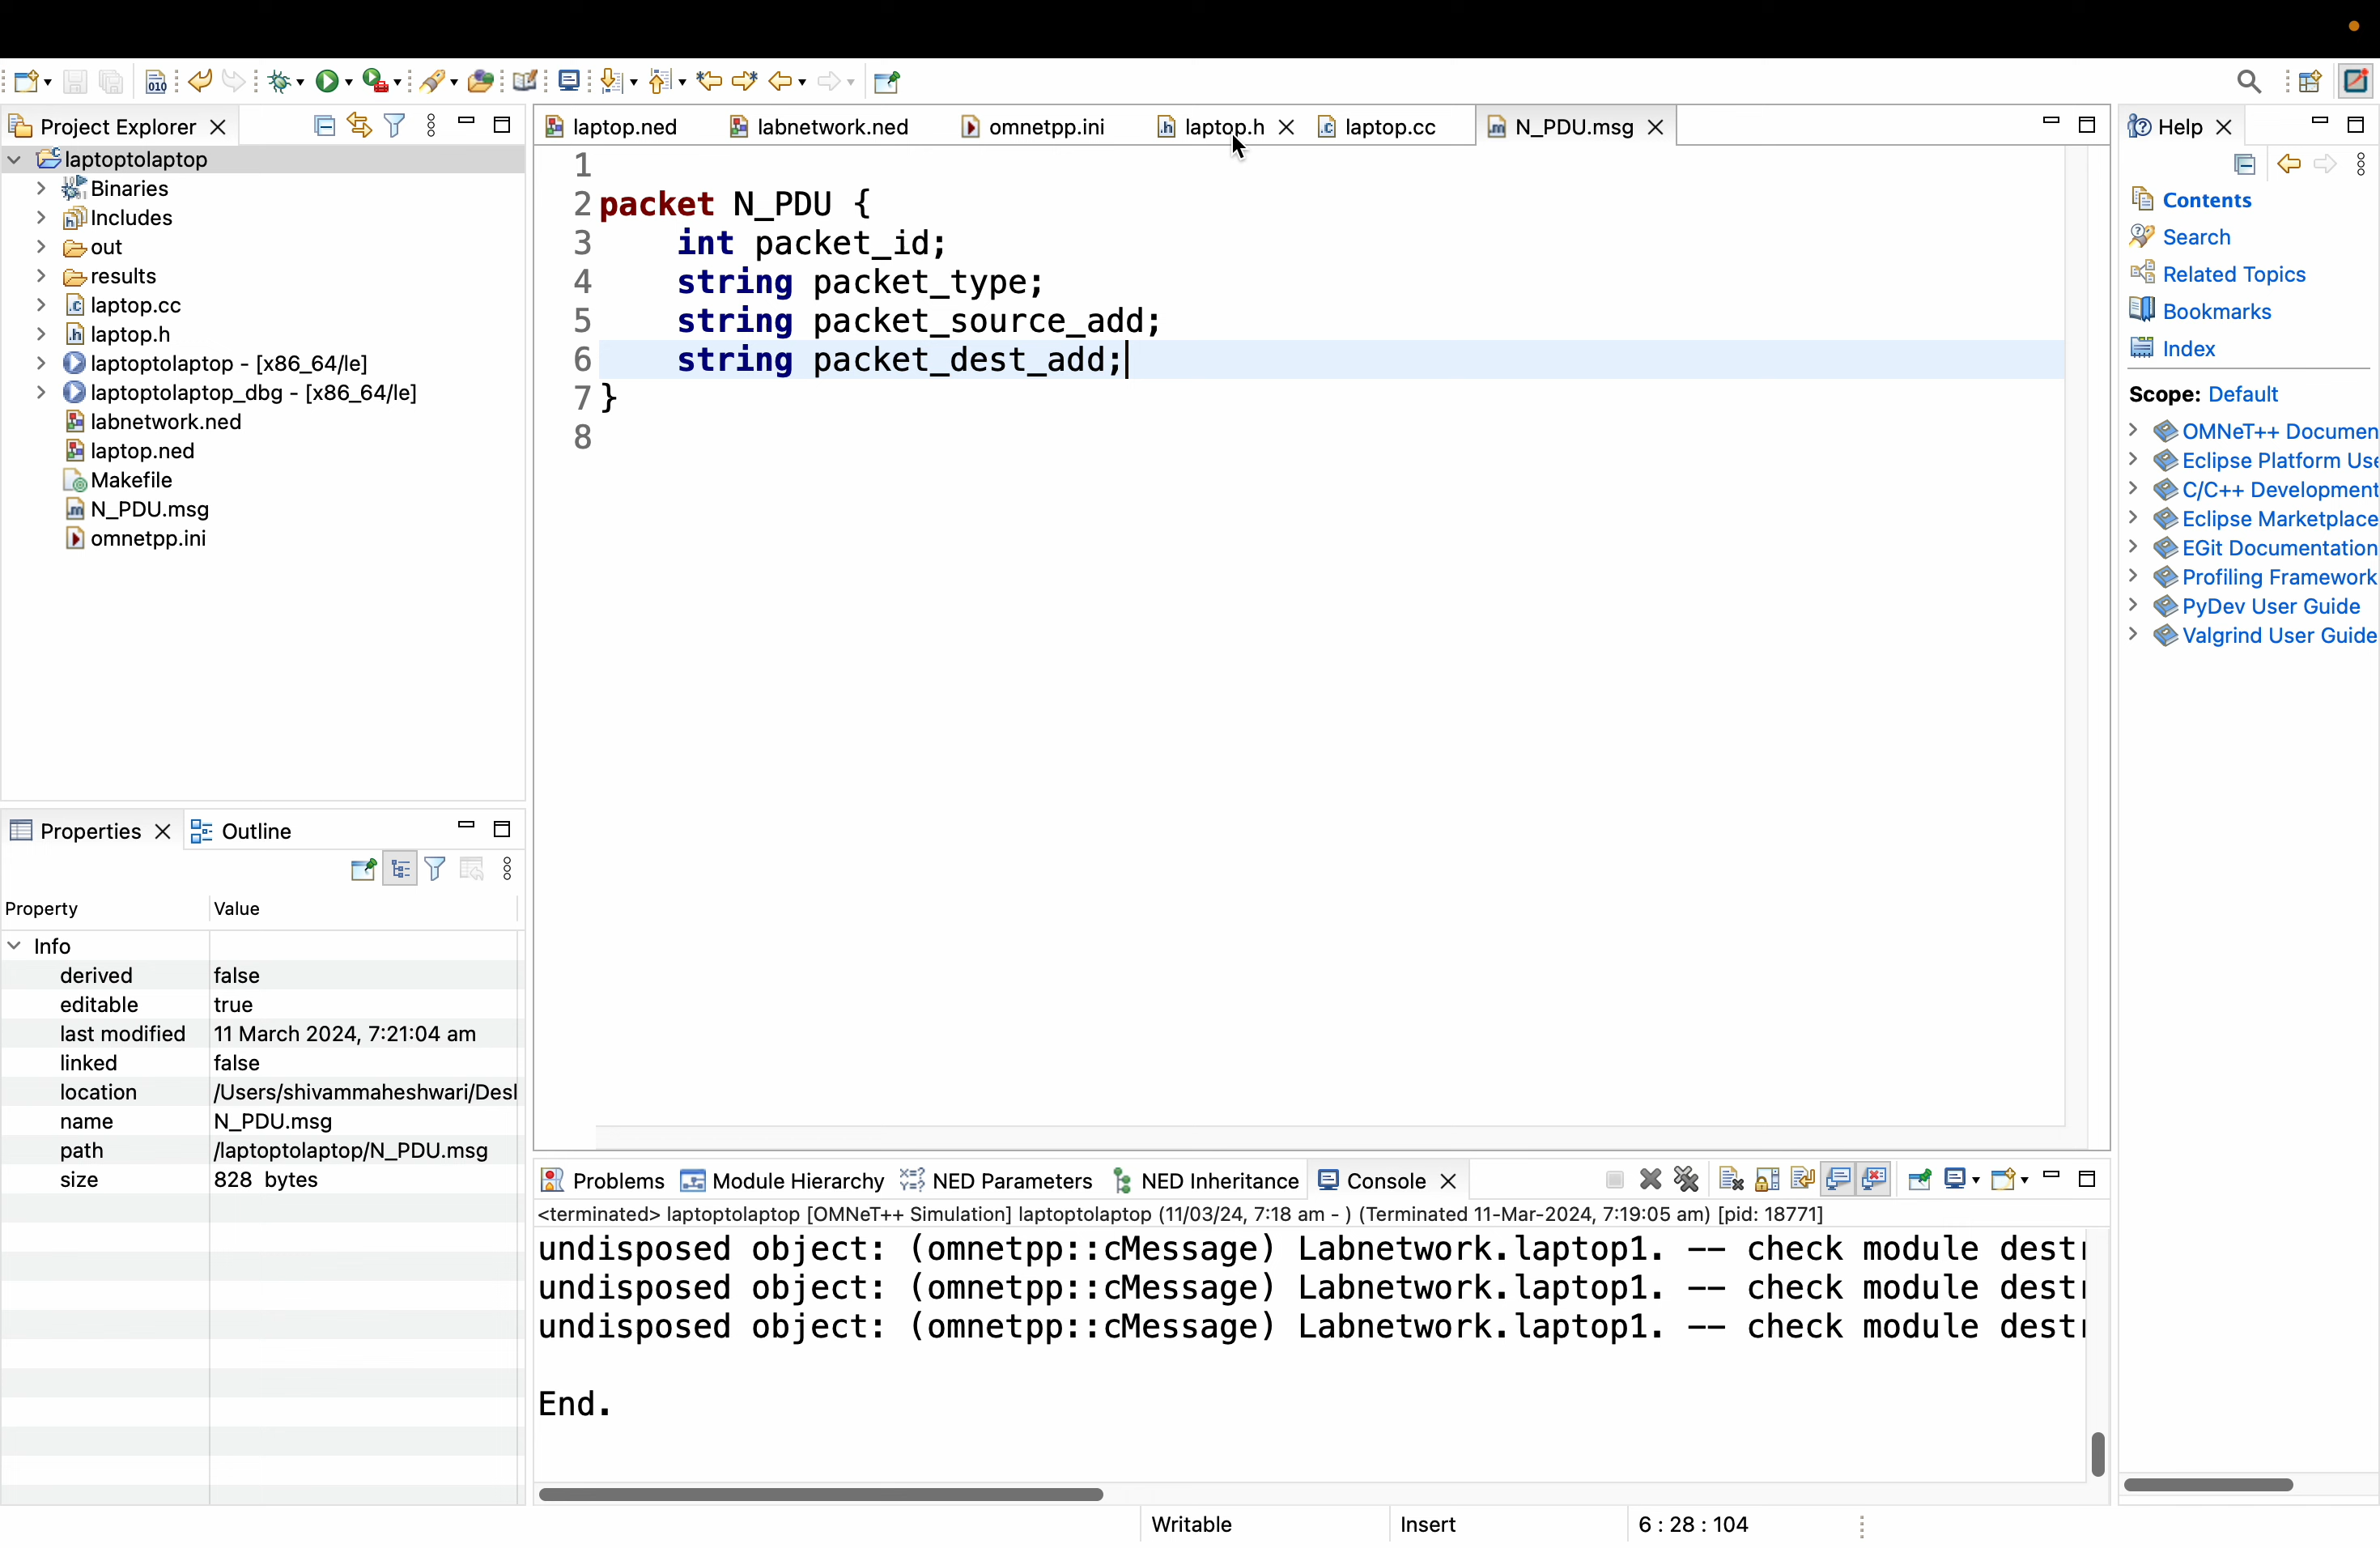 Project Explorer
laptoptolaptop
Binaries
Includes
out
results
laptop.cc
laptop.h
laptoptolaptop - [x86_64/le]
laptoptolaptop_dbg - [x86_64/le]
labnetwork.ned
laptop.ned
Makefile
N_PDU.msg
omnetpp.ini
Properties
Outline
Property Value
Info
derived false
editable true
last modified 11 March 2024, 7:21:04 am
linked false
location /Users/shivammaheshwari/Desl
name N_PDU.msg
path /laptoptolaptop/N_PDU.msg
size 828 bytes
laptop.ned labnetwork.ned omnetpp.ini laptop.h laptop.cc N_PDU.msg
1
2 packet N_PDU {
3 int packet_id;
4 string packet_type;
5 string packet_source_add;
6 string packet_dest_add;
7 }
8
Problems Module Hierarchy NED Parameters NED Inheritance Console
<terminated> laptoptolaptop [OMNeT++ Simulation] laptoptolaptop (11/03/24, 7:18 am - ) (Terminated 11-Mar-2024, 7:19:05 am) [pid: 18771]
undisposed object: (omnetpp::cMessage) Labnetwork.laptop1. -- check module dest
undisposed object: (omnetpp::cMessage) Labnetwork.laptop1. -- check module dest
undisposed object: (omnetpp::cMessage) Labnetwork.laptop1. -- check module dest
End.
Writable Insert 6 : 28 : 104
Help
Contents
Search
Related Topics
Bookmarks
Index
Scope: Default
OMNeT++ Documen
Eclipse Platform Use
C/C++ Development
Eclipse Marketplace
EGit Documentation
Profiling Framework
PyDev User Guide
Valgrind User Guide